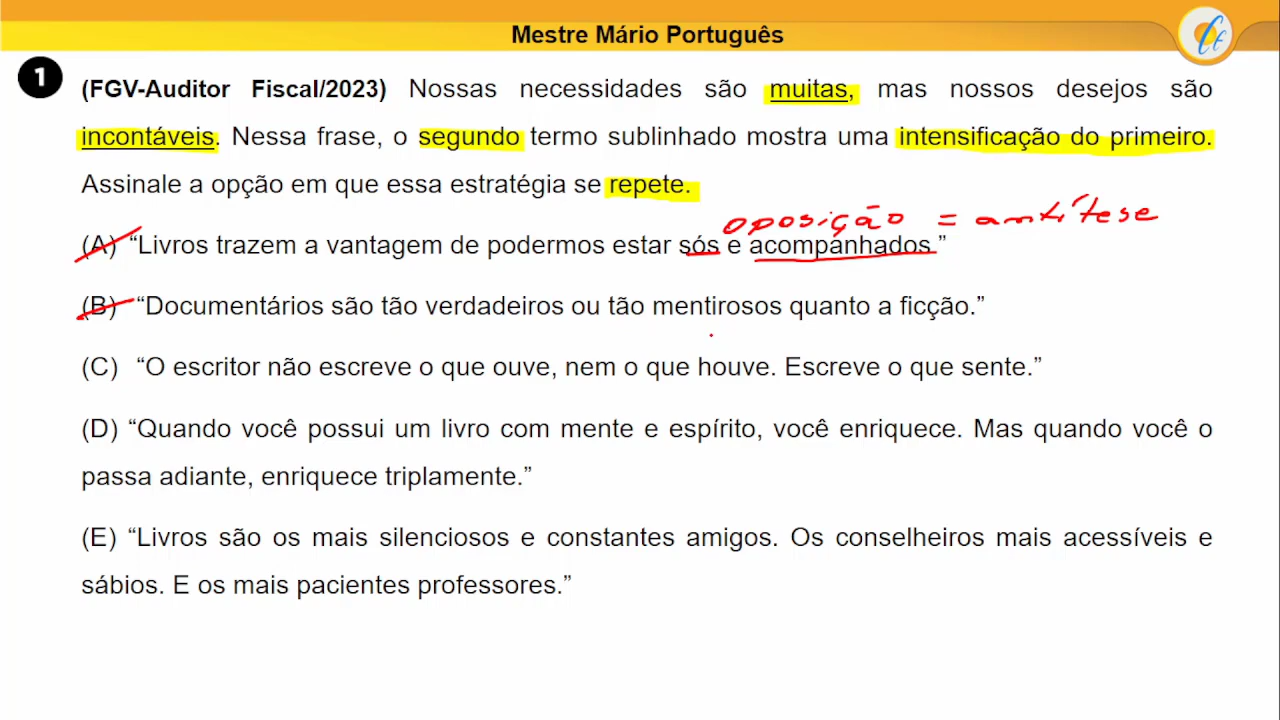 Mestre Mário Português
1
(FGV-Auditor Fiscal/2023) Nossas necessidades são muitas, mas nossos desejos são
incontáveis. Nessa frase, o segundo termo sublinhado mostra uma intensificação do primeiro.
Assinale a opção em que essa estratégia se repete.
oposição = antítese
(A) “Livros trazem a vantagem de podermos estar sós e acompanhados.”
(B) “Documentários são tão verdadeiros ou tão mentirosos quanto a ficção.”
(C) “O escritor não escreve o que ouve, nem o que houve. Escreve o que sente.”
(D) “Quando você possui um livro com mente e espírito, você enriquece. Mas quando você o
passa adiante, enriquece triplamente.”
(E) “Livros são os mais silenciosos e constantes amigos. Os conselheiros mais acessíveis e
sábios. E os mais pacientes professores.”